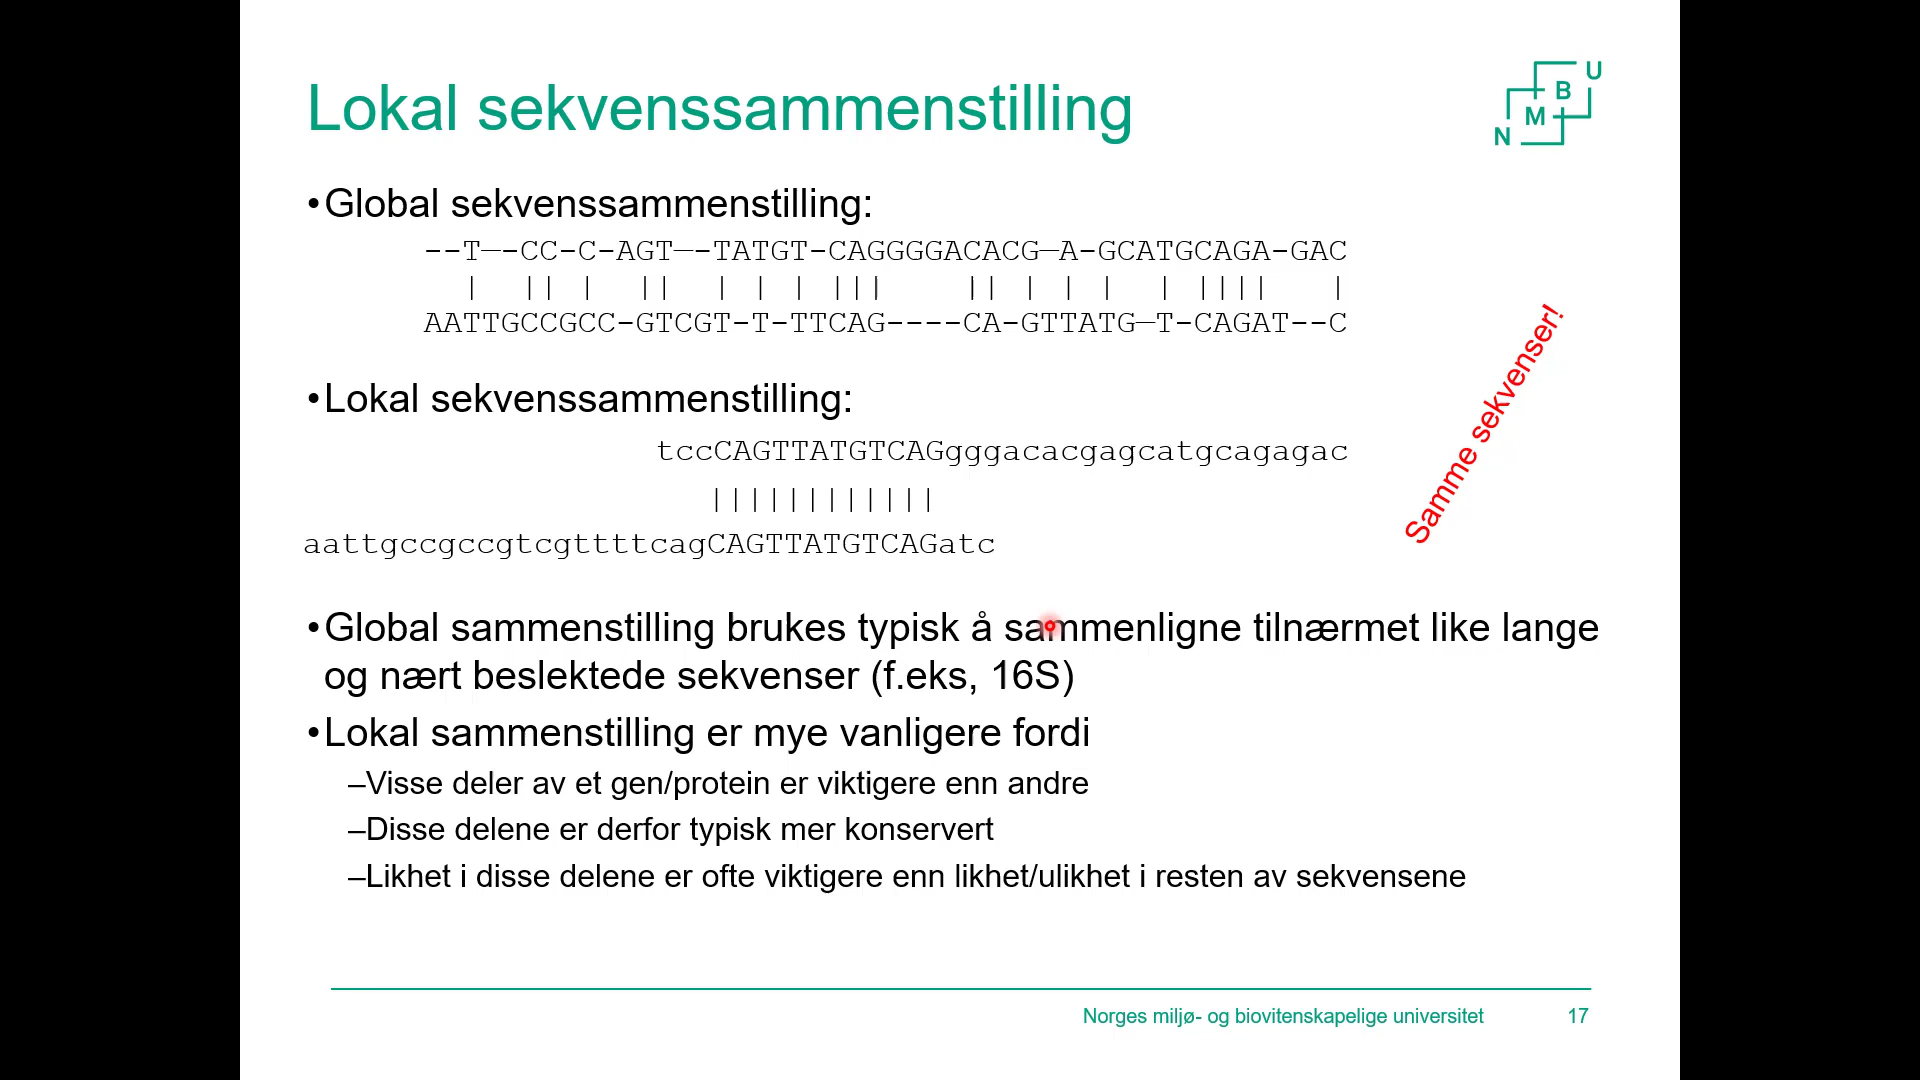 Lokal sekvenssammenstilling
U
B
M
N
•Global sekvenssammenstilling:
--T—-CC-C-AGT—-TATGT-CAGGGGACACG—A-GCATGCAGA-GAC
| || | || | | | ||| || | | | | |||| |
AATTGCCGCC-GTCGT-T-TTCAG----CA-GTTATG—T-CAGAT--C
•Lokal sekvenssammenstilling:
tccCAGTTATGTCAGgggacacgagcatgcagagac
||||||||||||
aattgccgccgtcgttttcagCAGTTATGTCAGatc
Samme sekvenser!
•Global sammenstilling brukes typisk å sammenligne tilnærmet like lange
og nært beslektede sekvenser (f.eks, 16S)
•Lokal sammenstilling er mye vanligere fordi
–Visse deler av et gen/protein er viktigere enn andre
–Disse delene er derfor typisk mer konservert
–Likhet i disse delene er ofte viktigere enn likhet/ulikhet i resten av sekvensene
Norges miljø- og biovitenskapelige universitet 17